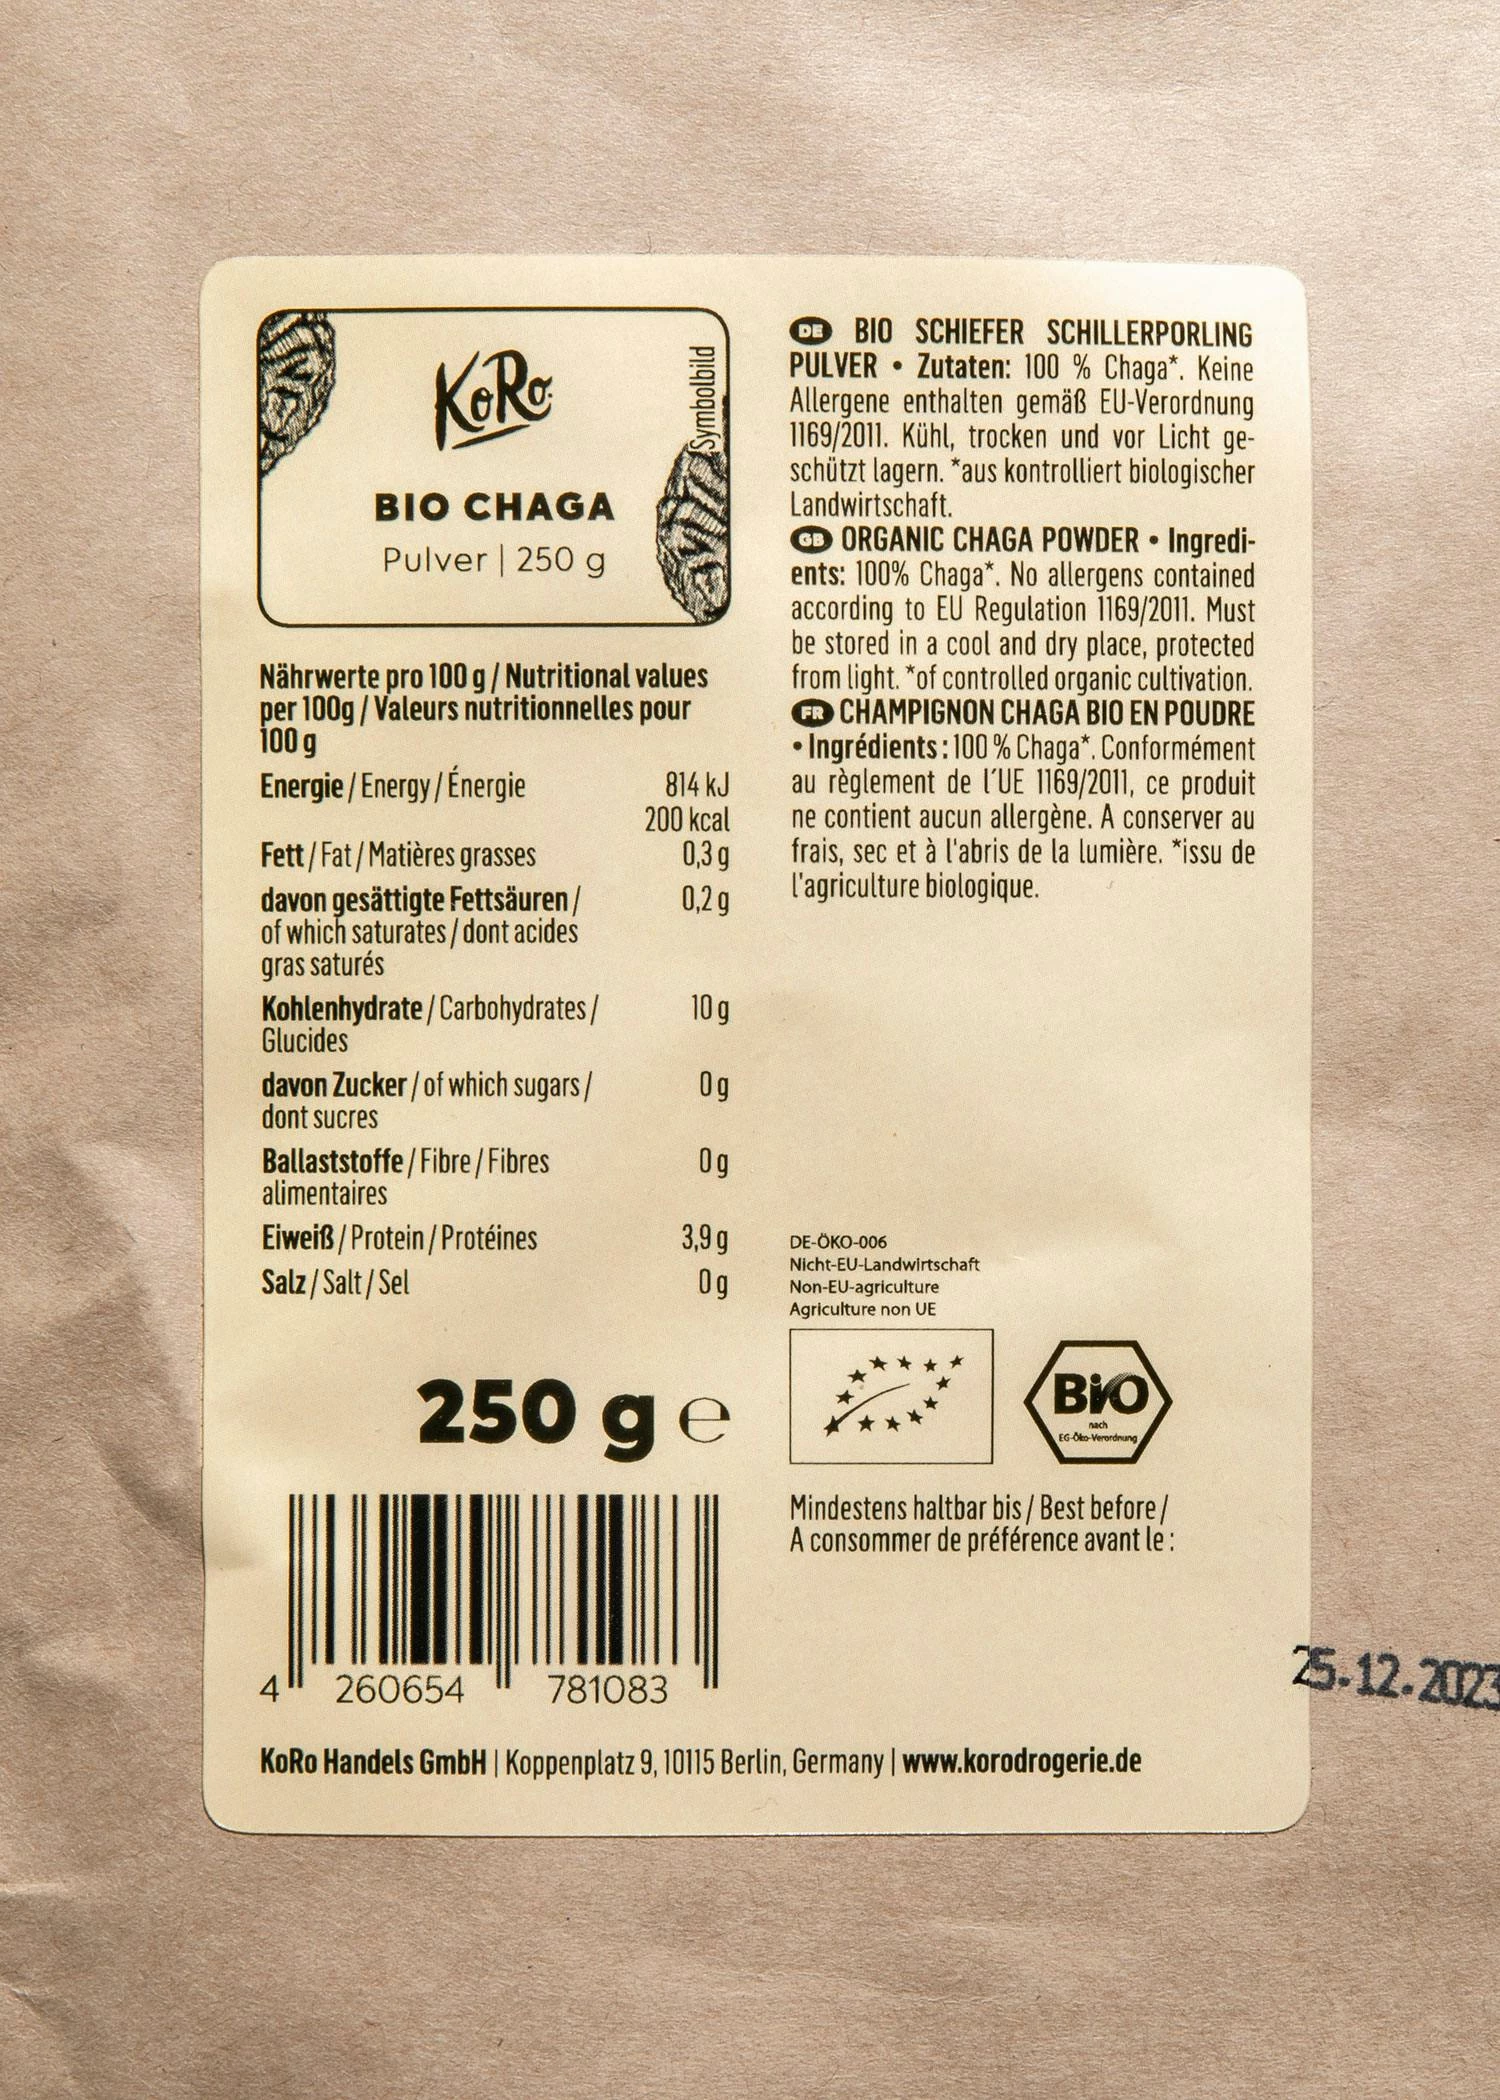 KoRo
Symbolbild
BIO CHAGA
Pulver | 250 g
Nährwerte pro 100 g / Nutritional values
per 100g / Valeurs nutritionnelles pour
100 g
Energie / Energy / Énergie 814 kJ
200 kcal
Fett / Fat / Matières grasses 0,3 g
davon gesättigte Fettsäuren / 0,2 g
of which saturates / dont acides
gras saturés
Kohlenhydrate / Carbohydrates / 10 g
Glucides
davon Zucker / of which sugars / 0 g
dont sucres
Ballaststoffe / Fibre / Fibres 0 g
alimentaires
Eiweiß / Protein / Protéines 3,9 g
Salz / Salt / Sel 0 g
250 g e
4 260654 781083
DE BIO SCHIEFER SCHILLERPORLING
PULVER • Zutaten: 100 % Chaga*. Keine
Allergene enthalten gemäß EU-Verordnung
1169/2011. Kühl, trocken und vor Licht ge-
schützt lagern. *aus kontrolliert biologischer
Landwirtschaft.
GB ORGANIC CHAGA POWDER • Ingredi-
ents: 100% Chaga*. No allergens contained
according to EU Regulation 1169/2011. Must
be stored in a cool and dry place, protected
from light. *of controlled organic cultivation.
FR CHAMPIGNON CHAGA BIO EN POUDRE
• Ingrédients : 100 % Chaga*. Conformément
au règlement de l´UE 1169/2011, ce produit
ne contient aucun allergène. A conserver au
frais, sec et à l'abris de la lumière. *issu de
l'agriculture biologique.
DE-ÖKO-006
Nicht-EU-Landwirtschaft
Non-EU-agriculture
Agriculture non UE
Bio
nach
EG-Öko-Verordnung
Mindestens haltbar bis / Best before /
A consommer de préférence avant le :
25.12.2023
KoRo Handels GmbH | Koppenplatz 9, 10115 Berlin, Germany | www.korodrogerie.de